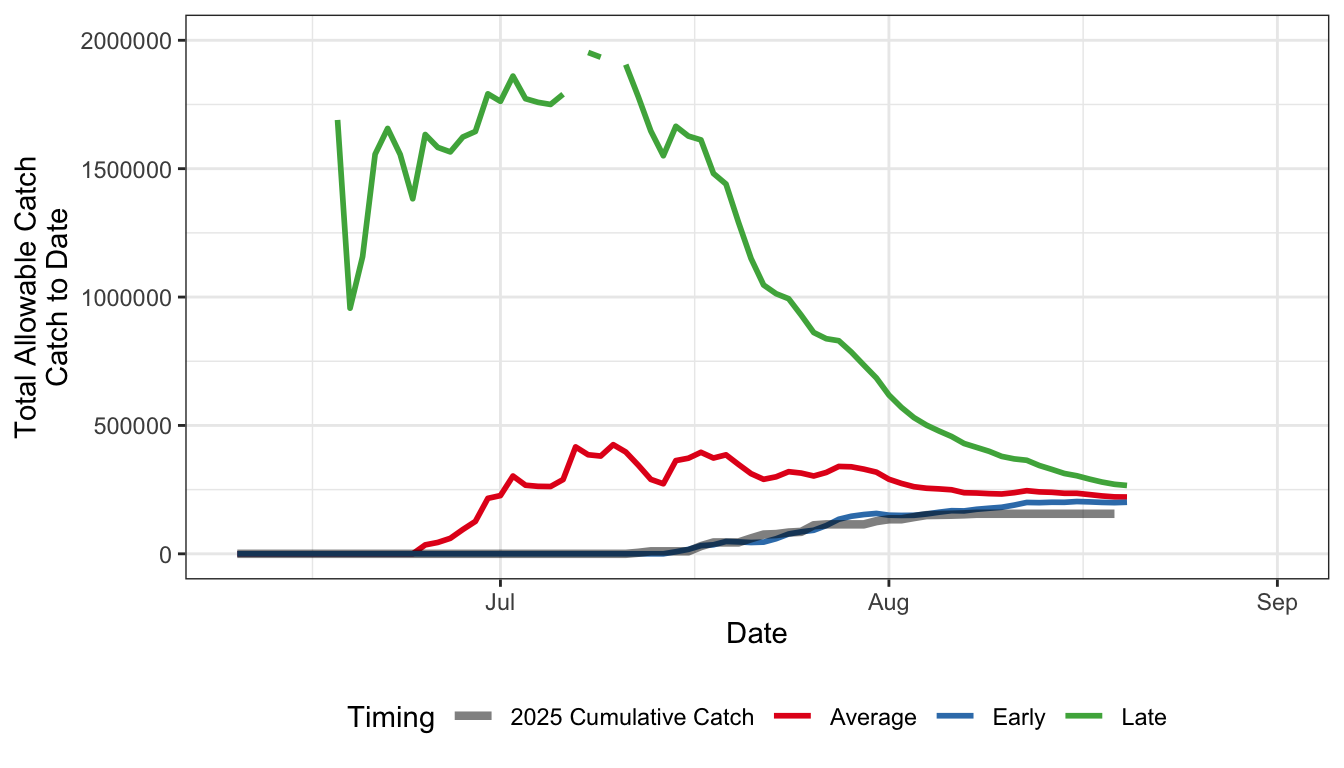 2000000
1500000
1000000
500000
0
Total Allowable Catch
Catch to Date
Jul
Aug
Sep
Date
Timing
2025 Cumulative Catch
Average
Early
Late